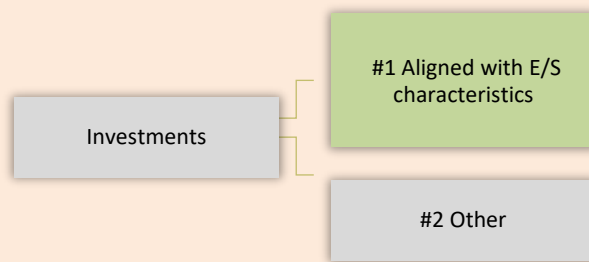 #1 Aligned with E/S
characteristics
Investments
#2 Other